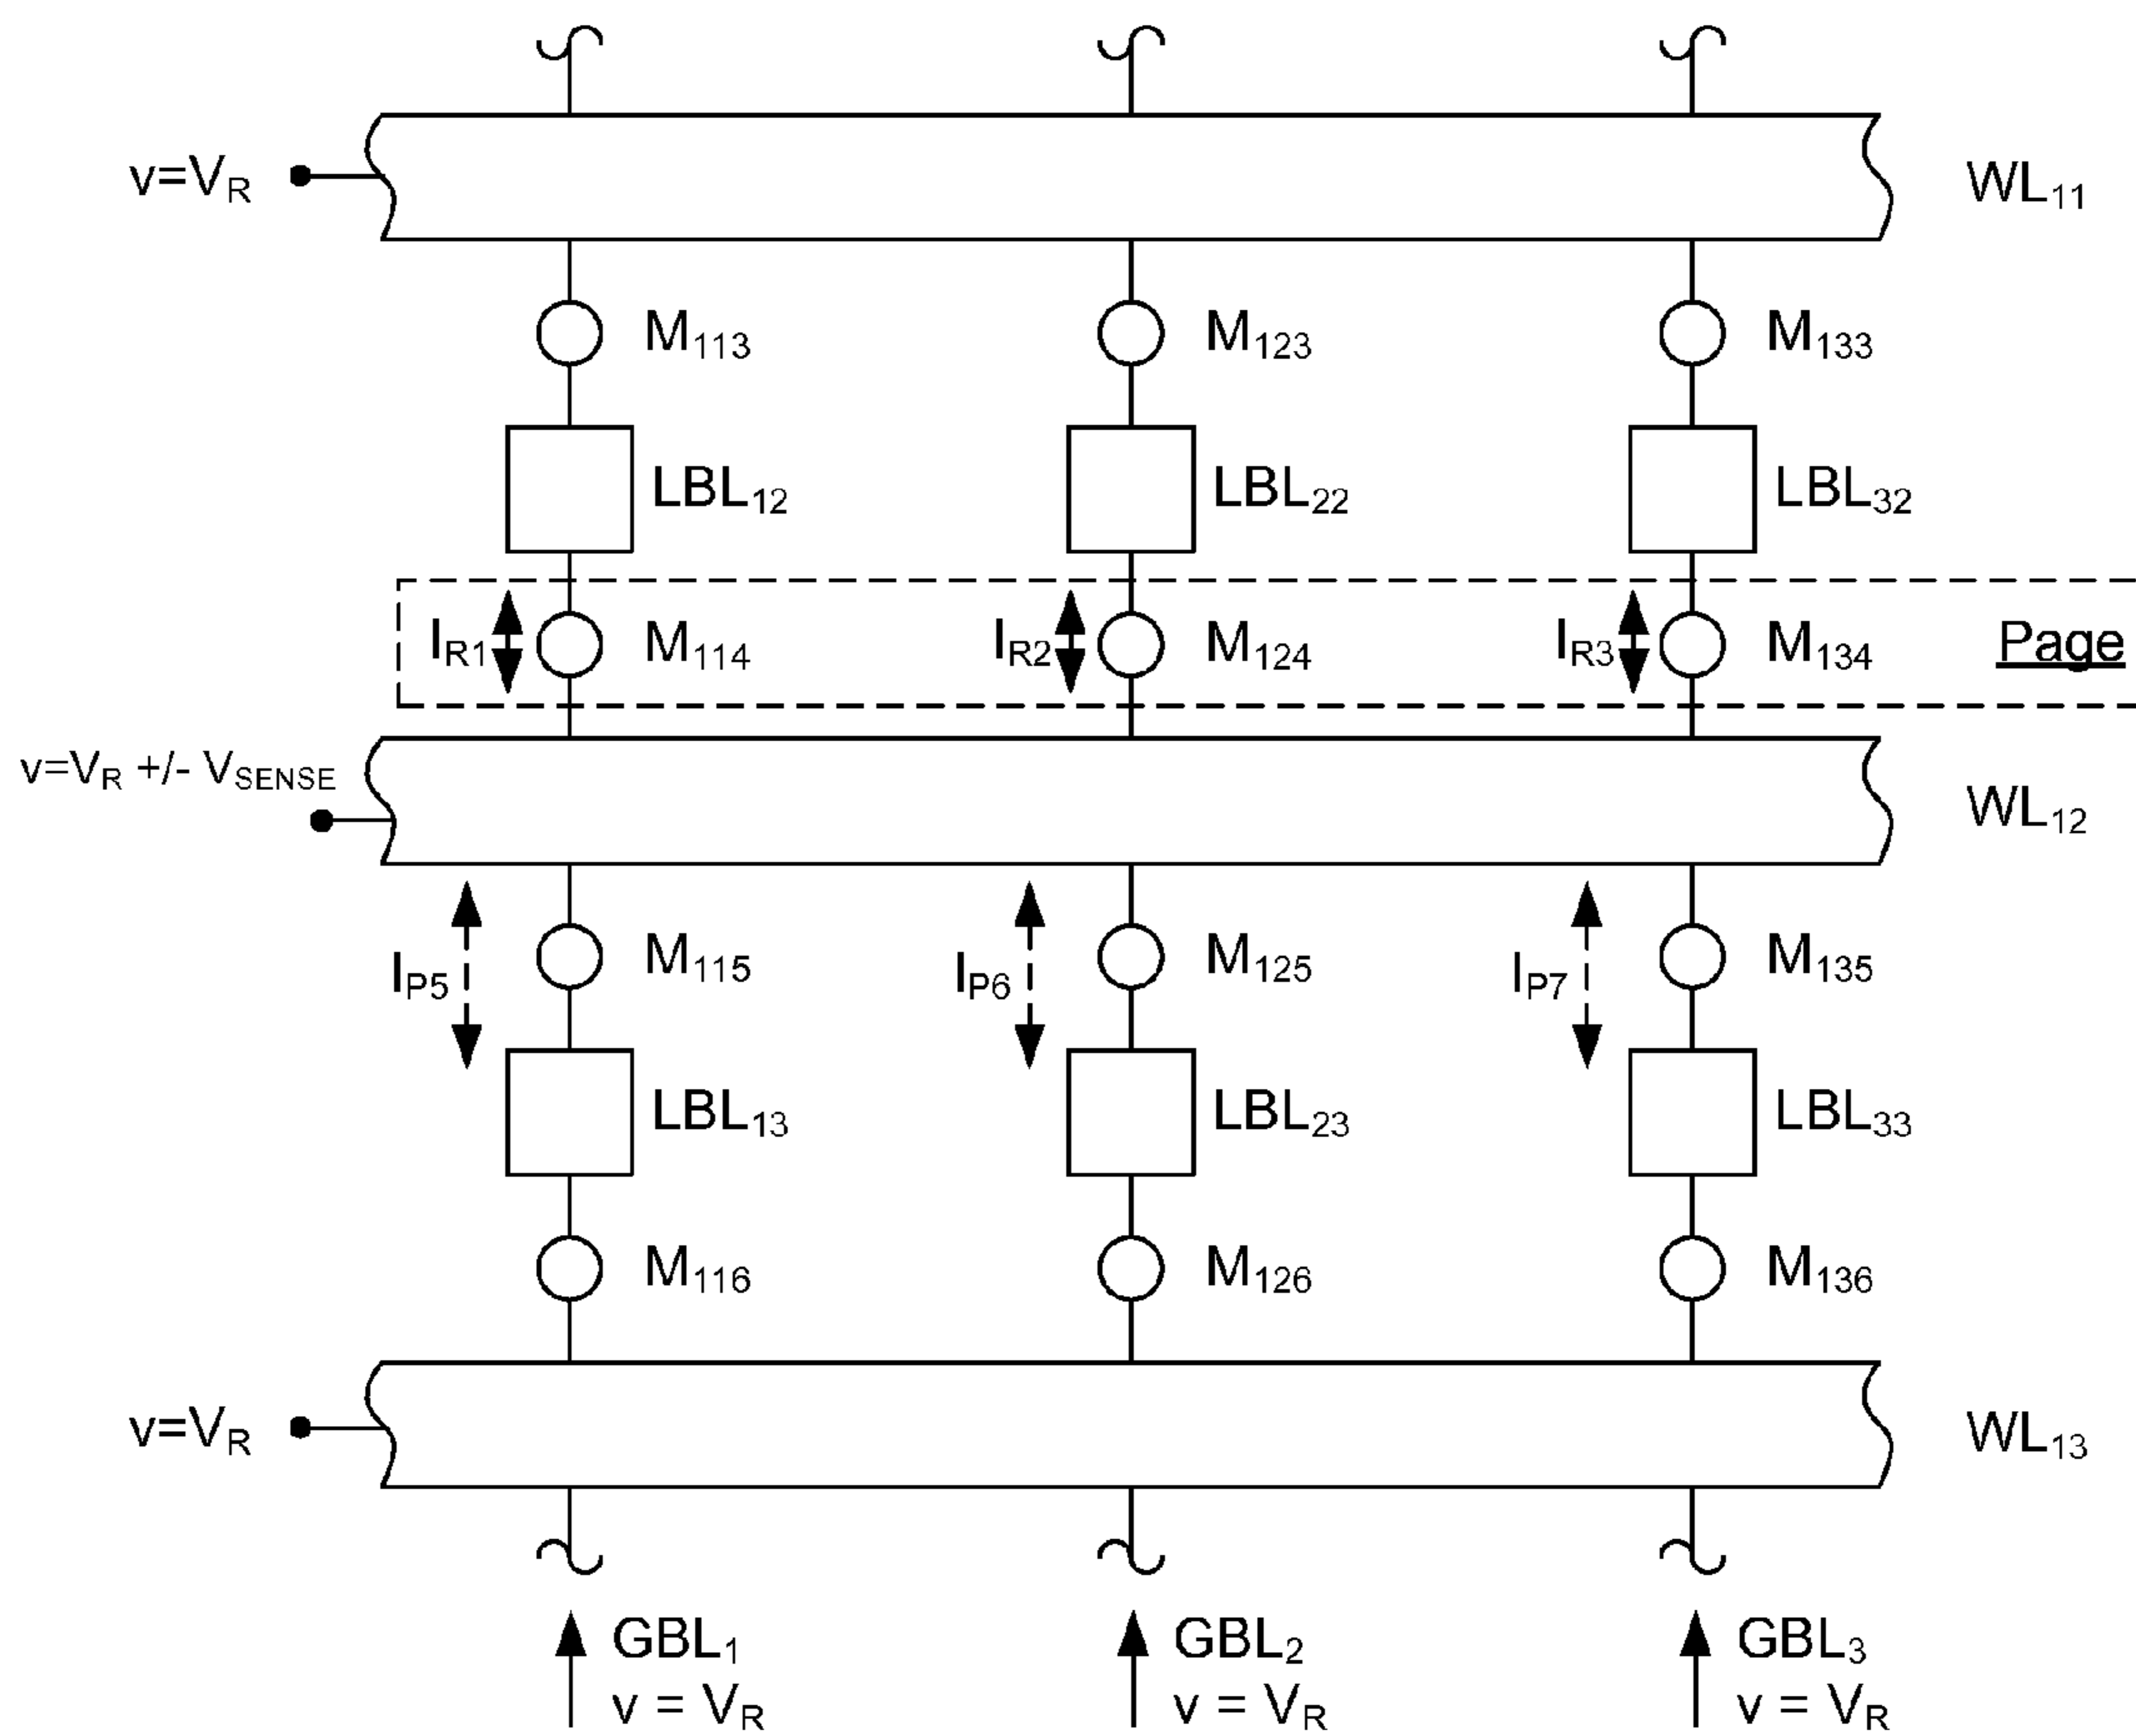 v=VR WL11
M113 M123 M133
LBL12 LBL22 LBL32
IR1 M114 IR2 M124 IR3 M134 Page
v=VR +/- VSENSE
WL12
M115 M125 M135
IP5 IP6 IP7
LBL13 LBL23 LBL33
M116 M126 M136
v=VR WL13
GBL1 GBL2 GBL3
v = VR v = VR v = VR